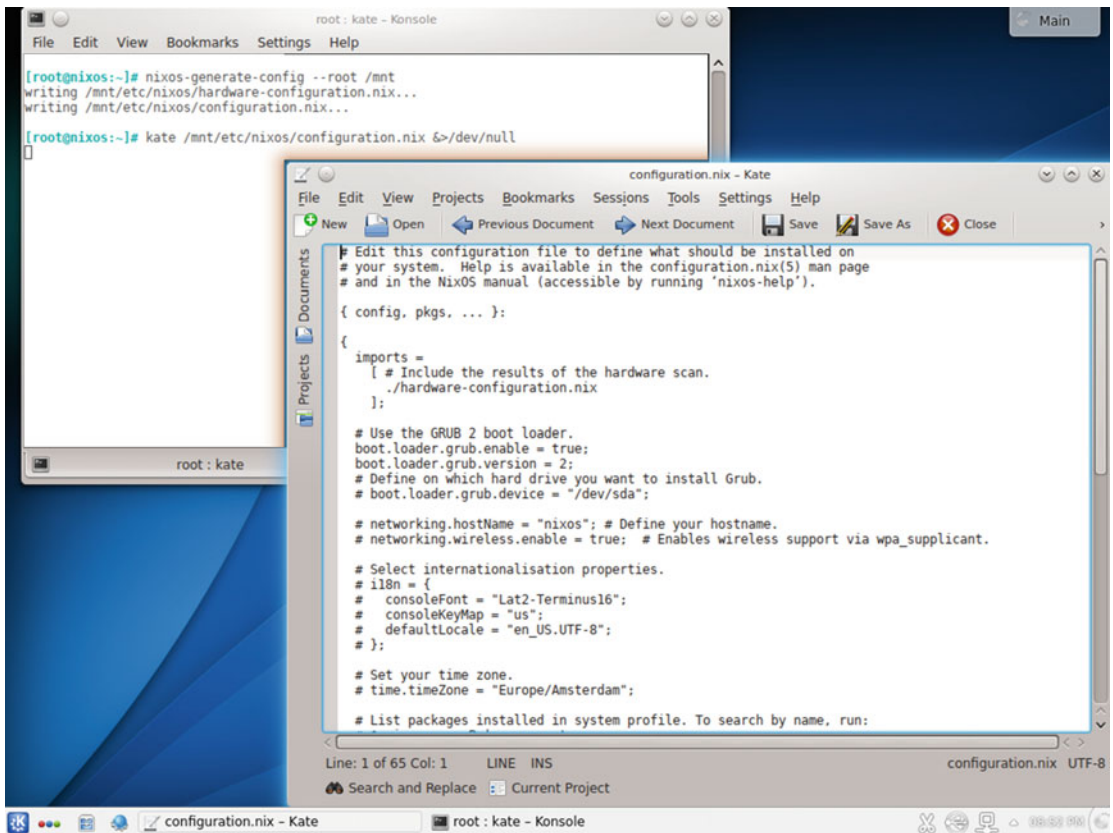 root : kate – Konsole
File Edit View Bookmarks Settings Help
[root@nixos:~]# nixos-generate-config --root /mnt
writing /mnt/etc/nixos/hardware-configuration.nix...
writing /mnt/etc/nixos/configuration.nix...
[root@nixos:~]# kate /mnt/etc/nixos/configuration.nix &>/dev/null
root : kate
Main
configuration.nix – Kate
File Edit View Projects Bookmarks Sessions Tools Settings Help
New Open Previous Document Next Document Save Save As Close
Documents
Projects
# Edit this configuration file to define what should be installed on
# your system.  Help is available in the configuration.nix(5) man page
# and in the NixOS manual (accessible by running ‘nixos-help’).
{ config, pkgs, ... }:
{
imports =
[ # Include the results of the hardware scan.
./hardware-configuration.nix
];
# Use the GRUB 2 boot loader.
boot.loader.grub.enable = true;
boot.loader.grub.version = 2;
# Define on which hard drive you want to install Grub.
# boot.loader.grub.device = "/dev/sda";
# networking.hostName = "nixos"; # Define your hostname.
# networking.wireless.enable = true;  # Enables wireless support via wpa_supplicant.
# Select internationalisation properties.
# i18n = {
#   consoleFont = "Lat2-Terminus16";
#   consoleKeyMap = "us";
#   defaultLocale = "en_US.UTF-8";
# };
# Set your time zone.
# time.timeZone = "Europe/Amsterdam";
# List packages installed in system profile. To search by name, run:
Line: 1 of 65 Col: 1 LINE INS configuration.nix UTF-8
Search and Replace Current Project
configuration.nix – Kate
root : kate – Konsole